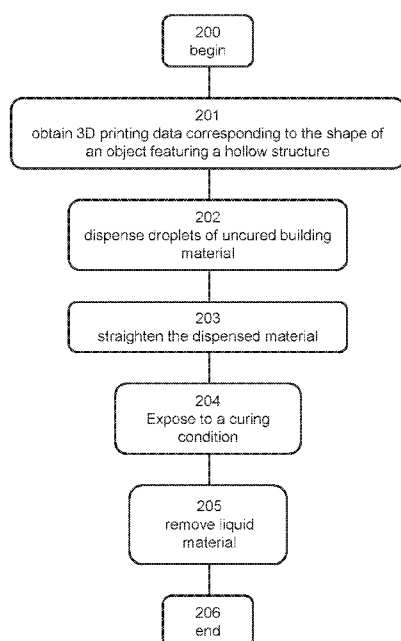 200
begin
201
obtain 3D printing data corresponding to the shape of
an object featuring a hollow structure
202
dispense droplets of uncured building
material
203
straighten the dispensed material
204
Expose to a curing
condition
205
remove liquid
material
206
end